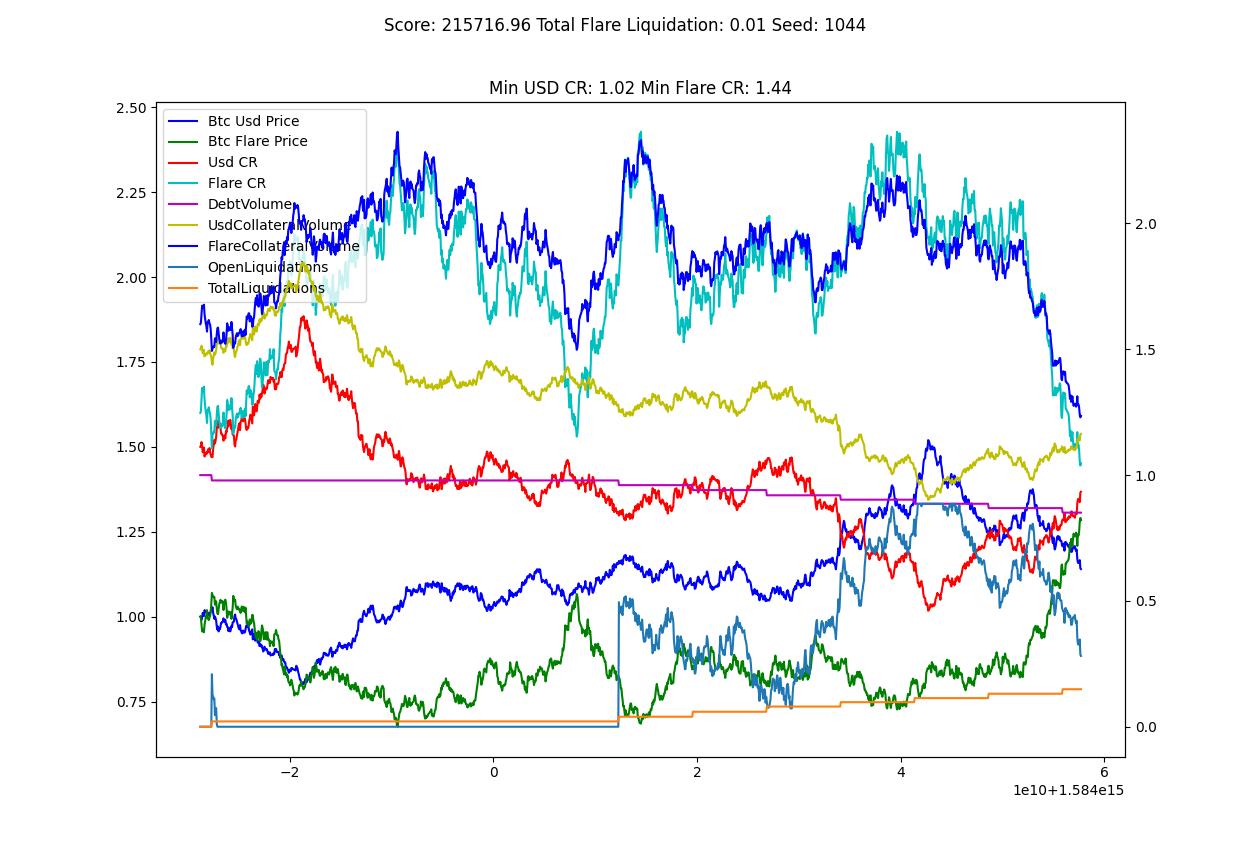 Score: 215716.96 Total Flare Liquidation: 0.01 Seed: 1044
Min USD CR: 1.02 Min Flare CR: 1.44
2.50
2.25
2.00
1.75
1.50
1.25
1.00
0.75
Btc Usd Price
Btc Flare Price
Usd CR
Flare CR
DebtVolume
UsdCollateralVolume
FlareCollateralVolume
OpenLiquidations
TotalLiquidations
2.0
1.5
1.0
0.5
0.0
−2 0 2 4 6
1e10+1.584e15